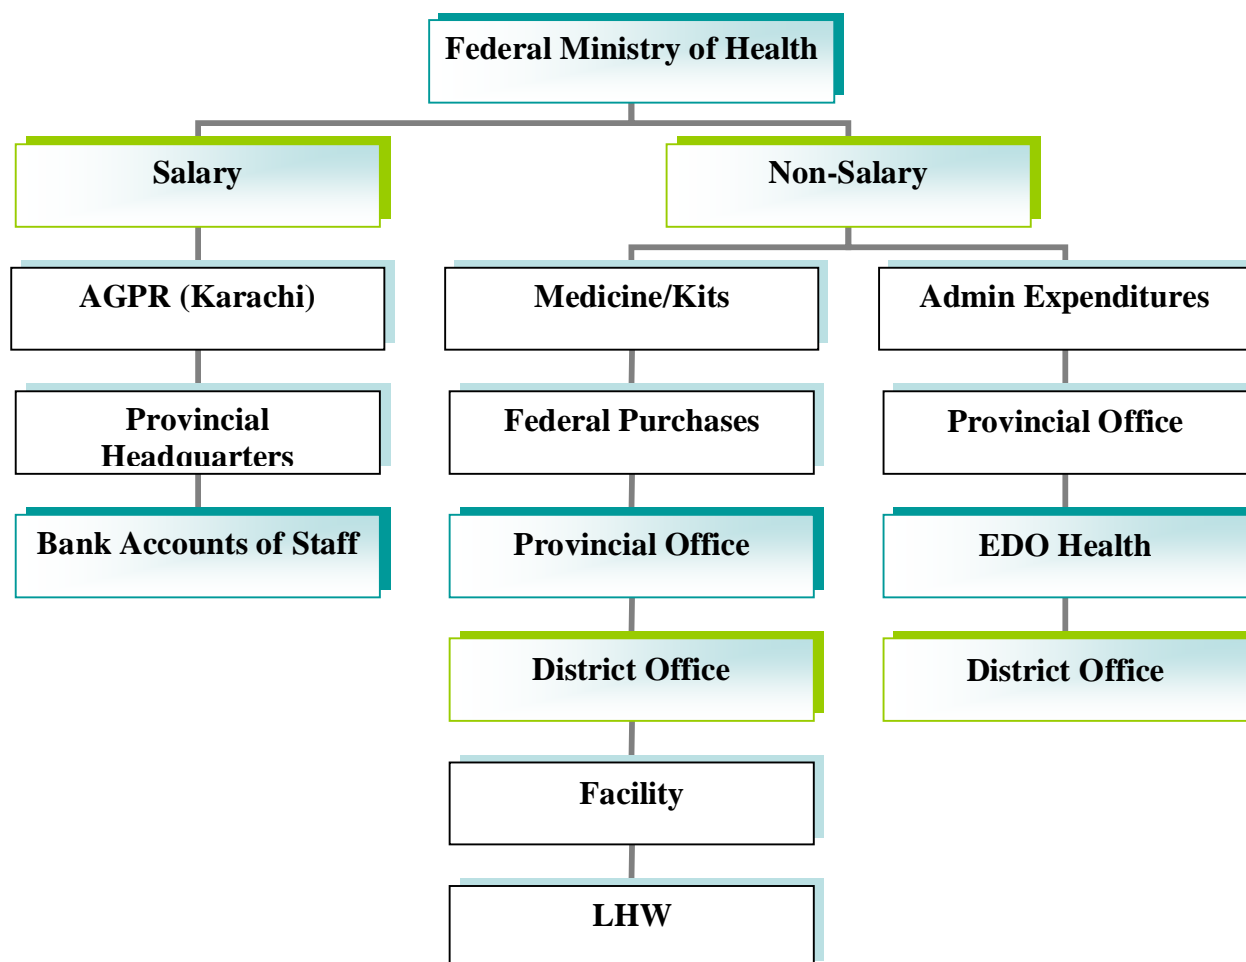 Federal Ministry of Health
Salary
Non-Salary
AGPR (Karachi)
Medicine/Kits
Admin Expenditures
Provincial
Headquarters
Federal Purchases
Provincial Office
Bank Accounts of Staff
Provincial Office
EDO Health
District Office
District Office
Facility
LHW